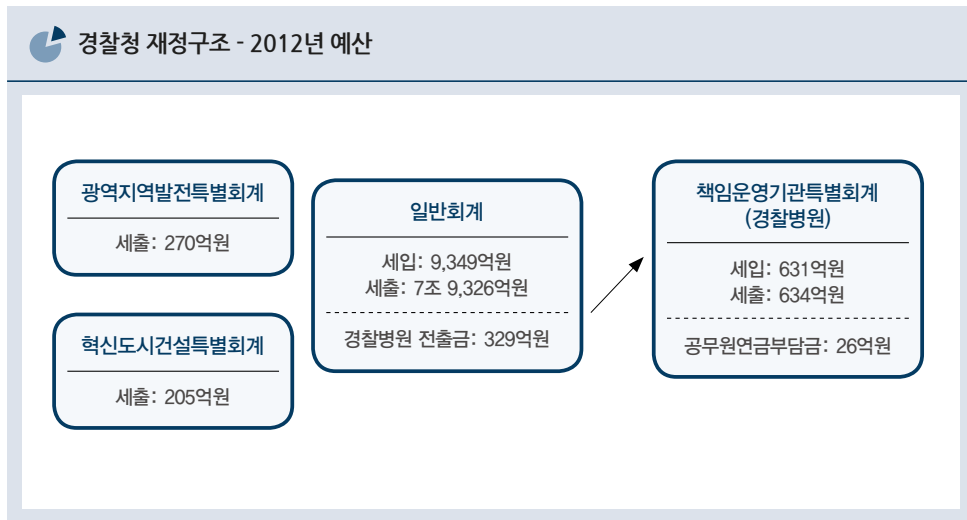 경찰청 재정구조 - 2012년 예산
광역지역발전특별회계
세출: 270억원
혁신도시건설특별회계
세출: 205억원
일반회계
세입: 9,349억원
세출: 7조 9,326억원
경찰병원 전출금: 329억원
책임운영기관특별회계
(경찰병원)
세입: 631억원
세출: 634억원
공무원연금부담금: 26억원